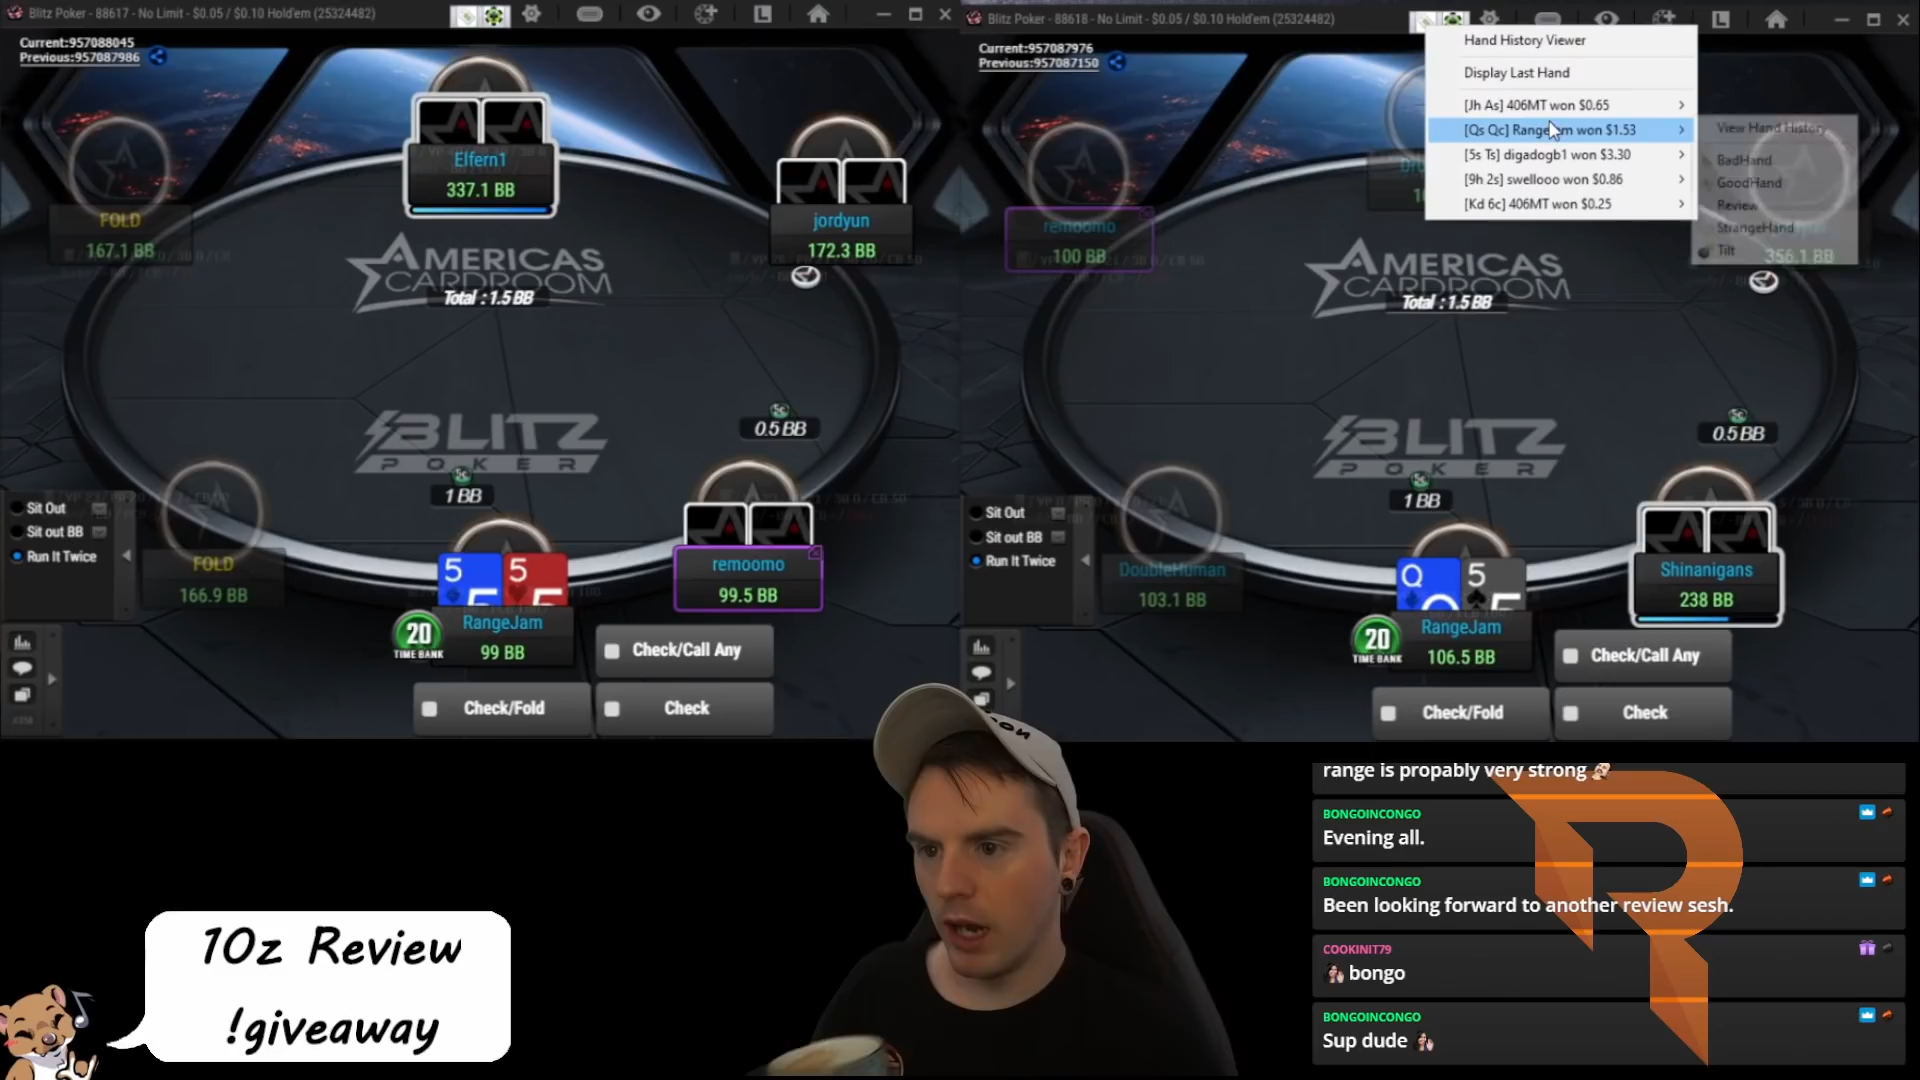 Blitz Poker - 88617 - No Limit - $0.05 / $0.10 Hold'em (25324482)
Current:957088045
Previous:957087986
Elfern1
337.1 BB
jordyun
172.3 BB
FOLD
167.1 BB
AMERICAS
CARDROOM
Total : 1.5 BB
BLITZ
POKER
0.5 BB
1 BB
Sit Out
Sit out BB
Run It Twice
FOLD
166.9 BB
5
5
remoomo
99.5 BB
20
TIME BANK
RangeJam
99 BB
Check/Call Any
Check/Fold
Check
Blitz Poker - 88618 - No Limit - $0.05 / $0.10 Hold'em (25324482)
Current:957087976
Previous:957087150
Hand History Viewer
Display Last Hand
[Jh As] 406MT won $0.65
[Qs Qc] RangeJam won $1.53
[5s Ts] digadogb1 won $3.30
[9h 2s] swellooo won $0.86
[Kd 6c] 406MT won $0.25
View Hand History
BadHand
GoodHand
Review
StrangeHand
Tilt
356.1 BB
remoomo
100 BB
AMERICAS
CARDROOM
Total : 1.5 BB
BLITZ
POKER
0.5 BB
1 BB
Sit Out
Sit out BB
Run It Twice
DoubleHuman
103.1 BB
Q
5
Shinanigans
238 BB
20
TIME BANK
RangeJam
106.5 BB
Check/Call Any
Check/Fold
Check
range is propably very strong
BONGOINCONGO
Evening all.
BONGOINCONGO
Been looking forward to another review sesh.
COOKINIT79
bongo
BONGOINCONGO
Sup dude
10z Review
!giveaway